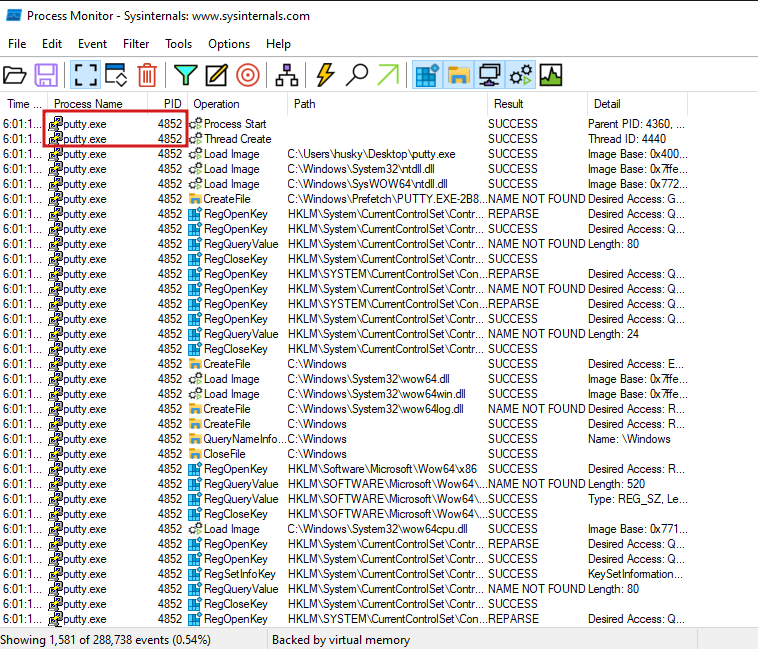 Process Monitor - Sysinternals: www.sysinternals.com
File Edit Event Filter Tools Options Help
Time ... Process Name PID Operation Path Result Detail
6:01:1... putty.exe 4852 Process Start SUCCESS Parent PID: 4360, ...
6:01:1... putty.exe 4852 Thread Create SUCCESS Thread ID: 4440
6:01:1... putty.exe 4852 Load Image C:\Users\husky\Desktop\putty.exe SUCCESS Image Base: 0x400...
6:01:1... putty.exe 4852 Load Image C:\Windows\System32\ntdll.dll SUCCESS Image Base: 0x7ffe...
6:01:1... putty.exe 4852 Load Image C:\Windows\SysWOW64\ntdll.dll SUCCESS Image Base: 0x772...
6:01:1... putty.exe 4852 CreateFile C:\Windows\Prefetch\PUTTY.EXE-2B8... NAME NOT FOUND Desired Access: G...
6:01:1... putty.exe 4852 RegOpenKey HKLM\System\CurrentControlSet\Contr... REPARSE Desired Access: Q...
6:01:1... putty.exe 4852 RegOpenKey HKLM\System\CurrentControlSet\Contr... SUCCESS Desired Access: Q...
6:01:1... putty.exe 4852 RegQueryValue HKLM\System\CurrentControlSet\Contr... NAME NOT FOUND Length: 80
6:01:1... putty.exe 4852 RegCloseKey HKLM\System\CurrentControlSet\Contr... SUCCESS
6:01:1... putty.exe 4852 RegOpenKey HKLM\SYSTEM\CurrentControlSet\Con... REPARSE Desired Access: Q...
6:01:1... putty.exe 4852 RegOpenKey HKLM\System\CurrentControlSet\Contr... NAME NOT FOUND Desired Access: Q...
6:01:1... putty.exe 4852 RegOpenKey HKLM\SYSTEM\CurrentControlSet\Con... REPARSE Desired Access: Q...
6:01:1... putty.exe 4852 RegOpenKey HKLM\System\CurrentControlSet\Contr... SUCCESS Desired Access: Q...
6:01:1... putty.exe 4852 RegQueryValue HKLM\System\CurrentControlSet\Contr... NAME NOT FOUND Length: 24
6:01:1... putty.exe 4852 RegCloseKey HKLM\System\CurrentControlSet\Contr... SUCCESS
6:01:1... putty.exe 4852 CreateFile C:\Windows SUCCESS Desired Access: E...
6:01:1... putty.exe 4852 Load Image C:\Windows\System32\wow64.dll SUCCESS Image Base: 0x7ffe...
6:01:1... putty.exe 4852 Load Image C:\Windows\System32\wow64win.dll SUCCESS Image Base: 0x7ffe...
6:01:1... putty.exe 4852 CreateFile C:\Windows\System32\wow64log.dll NAME NOT FOUND Desired Access: R...
6:01:1... putty.exe 4852 CreateFile C:\Windows SUCCESS Desired Access: R...
6:01:1... putty.exe 4852 QueryNameInfo... C:\Windows SUCCESS Name: \Windows
6:01:1... putty.exe 4852 CloseFile C:\Windows SUCCESS
6:01:1... putty.exe 4852 RegOpenKey HKLM\Software\Microsoft\Wow64\x86 SUCCESS Desired Access: R...
6:01:1... putty.exe 4852 RegQueryValue HKLM\SOFTWARE\Microsoft\Wow64\... NAME NOT FOUND Length: 520
6:01:1... putty.exe 4852 RegQueryValue HKLM\SOFTWARE\Microsoft\Wow64\... SUCCESS Type: REG_SZ, Le...
6:01:1... putty.exe 4852 RegCloseKey HKLM\SOFTWARE\Microsoft\Wow64\... SUCCESS
6:01:1... putty.exe 4852 Load Image C:\Windows\System32\wow64cpu.dll SUCCESS Image Base: 0x771...
6:01:1... putty.exe 4852 RegOpenKey HKLM\System\CurrentControlSet\Contr... REPARSE Desired Access: Q...
6:01:1... putty.exe 4852 RegOpenKey HKLM\System\CurrentControlSet\Contr... SUCCESS Desired Access: Q...
6:01:1... putty.exe 4852 RegSetInfoKey HKLM\System\CurrentControlSet\Contr... SUCCESS KeySetInformation...
6:01:1... putty.exe 4852 RegQueryValue HKLM\System\CurrentControlSet\Contr... NAME NOT FOUND Length: 80
6:01:1... putty.exe 4852 RegCloseKey HKLM\System\CurrentControlSet\Contr... SUCCESS
6:01:1... putty.exe 4852 RegOpenKey HKLM\System\CurrentControlSet\Contr... REPARSE Desired Access: Q...
Showing 1,581 of 288,738 events (0.54%) Backed by virtual memory